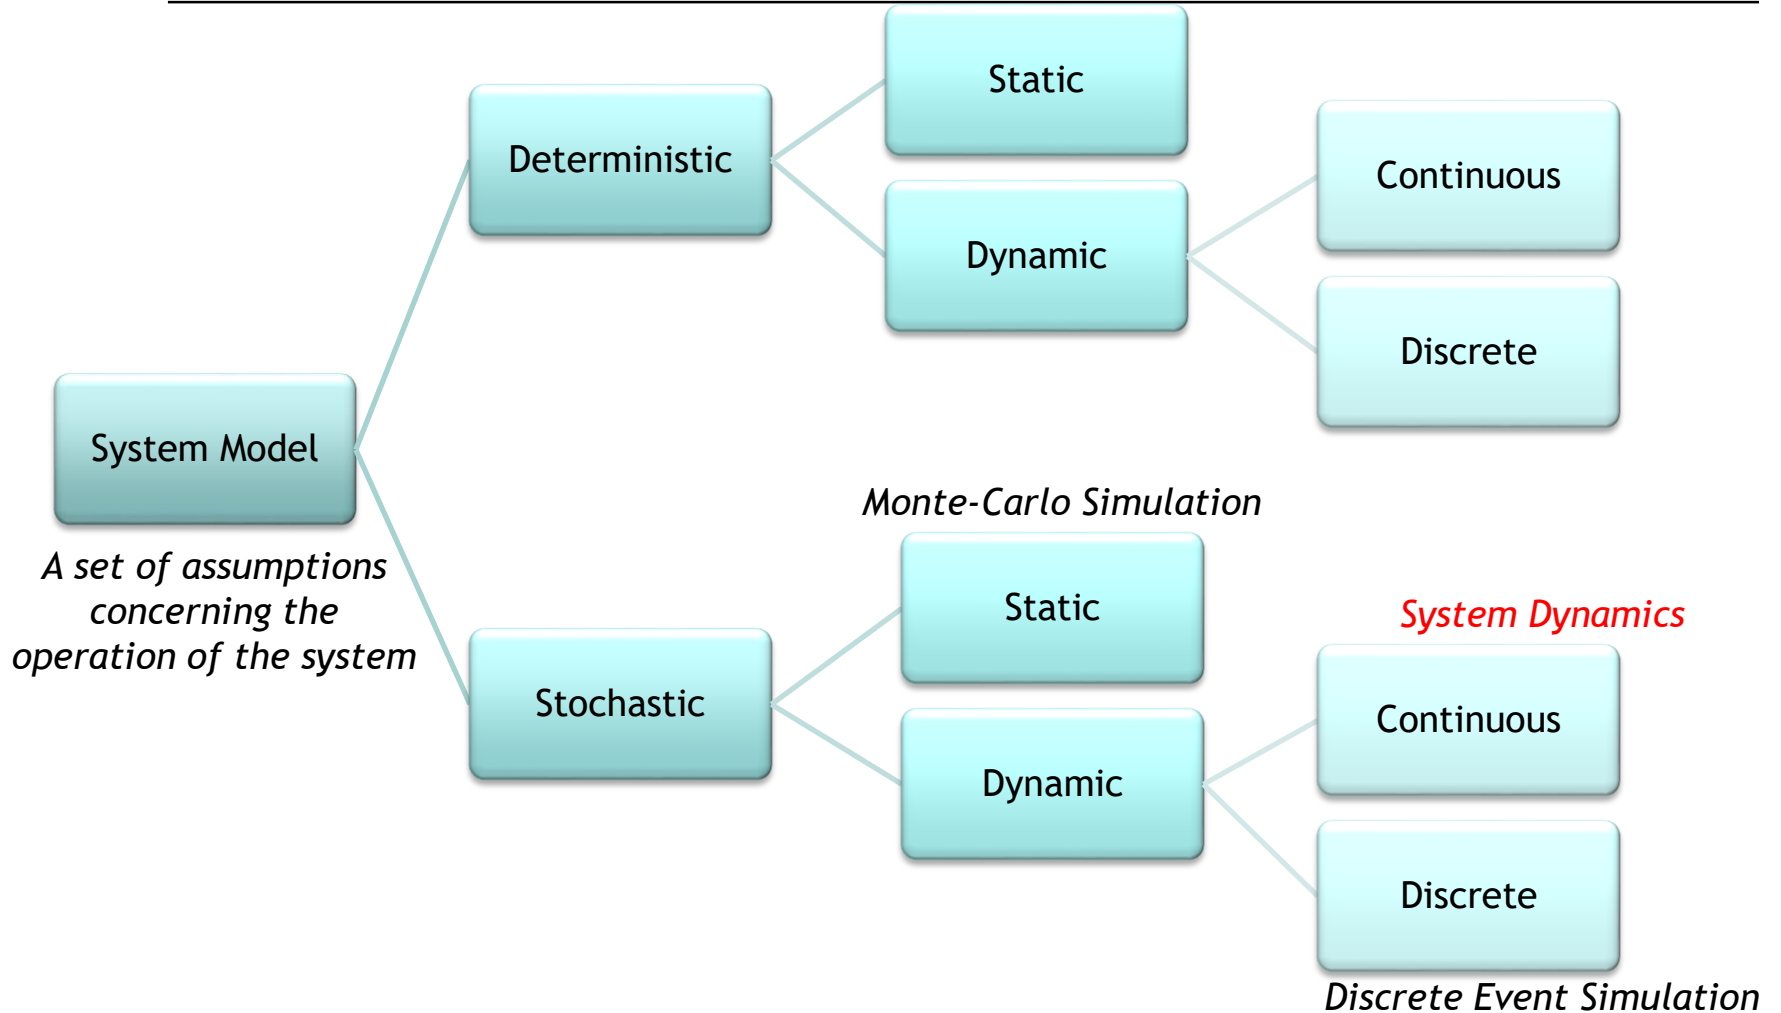 Static
Deterministic
Continuous
Dynamic
Discrete
System Model
A set of assumptions
concerning the
operation of the system
Monte-Carlo Simulation
Static
System Dynamics
Stochastic
Continuous
Dynamic
Discrete
Discrete Event Simulation